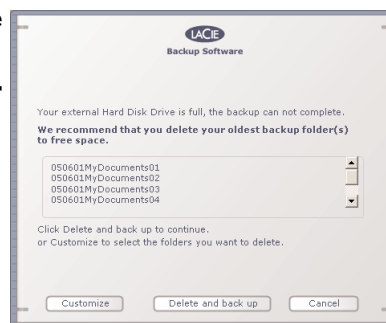 e
LACIE
Backup Software
Your external Hard Disk Drive is full, the backup can not complete.
We recommend that you delete your oldest backup folder(s)
to free space.
050601MyDocuments01
050601MyDocuments02
050601MyDocuments03
050601MyDocuments04
Click Delete and back up to continue.
or Customize to select the folders you want to delete.
Customize
Delete and back up
Cancel